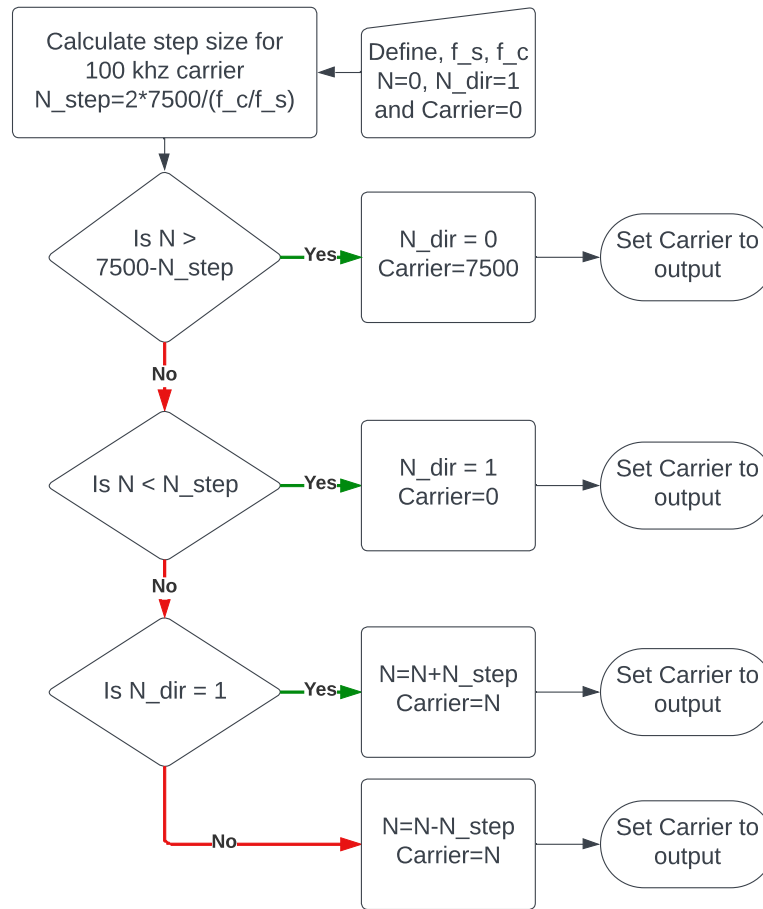 Calculate step size for
100 khz carrier
N_step=2*7500/(f_c/f_s)
Define, f_s, f_c
N=0, N_dir=1
and Carrier=0
Is N >
7500-N_step
Yes
N_dir = 0
Carrier=7500
Set Carrier to
output
No
Is N < N_step
Yes
N_dir = 1
Carrier=0
Set Carrier to
output
No
Is N_dir = 1
Yes
N=N+N_step
Carrier=N
Set Carrier to
output
No
N=N-N_step
Carrier=N
Set Carrier to
output